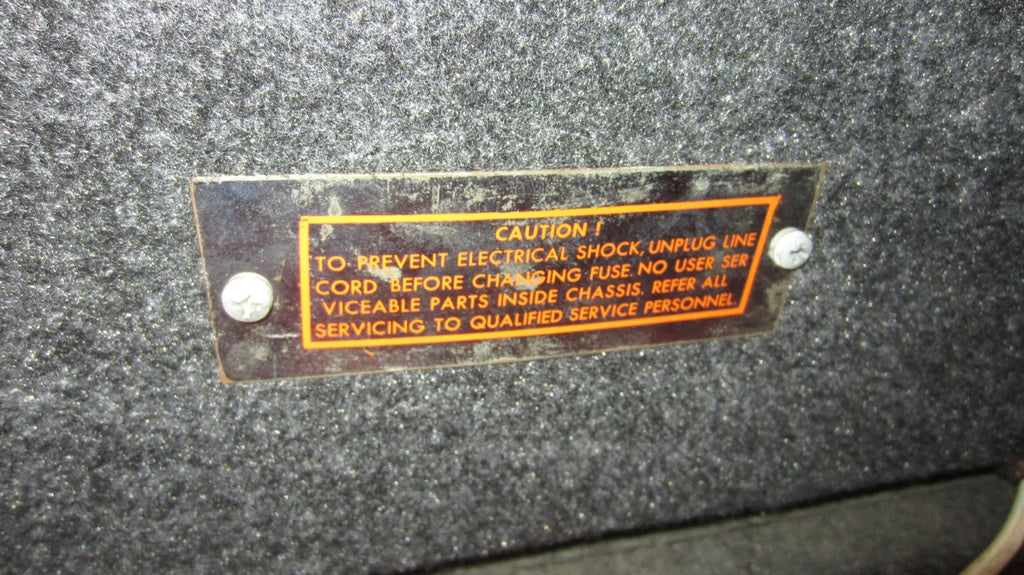 CAUTION !
TO PREVENT ELECTRICAL SHOCK, UNPLUG LINE
CORD BEFORE CHANGING FUSE. NO USER SER
VICEABLE PARTS INSIDE CHASSIS. REFER ALL
SERVICING TO QUALIFIED SERVICE PERSONNEL.